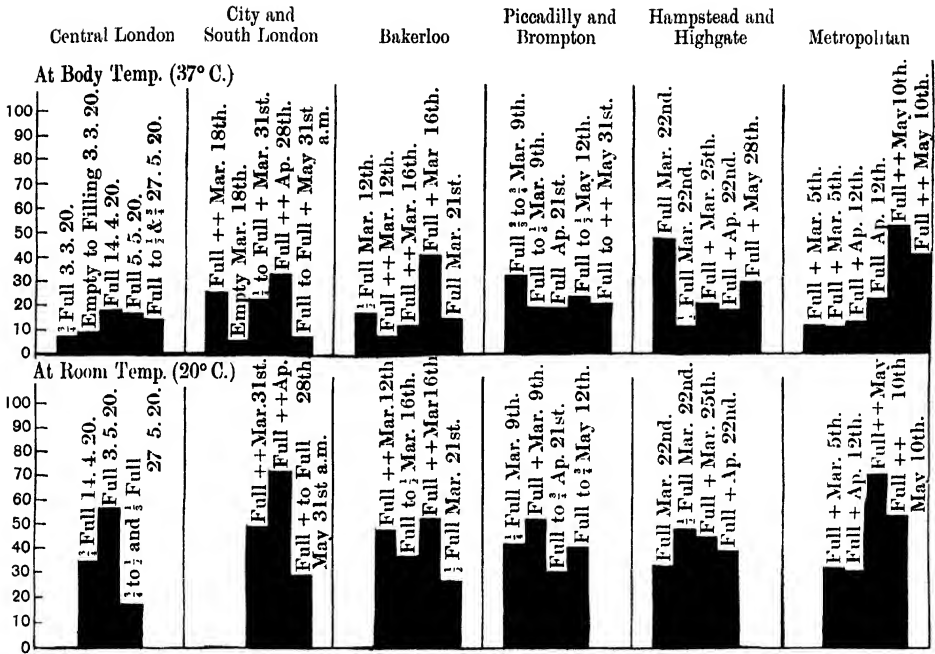 Central London
City and
South London
Bakerloo
Piccadilly and
Brompton
Hampstead and
Highgate
Metropolitan
At Body Temp. (37° C.)
100
90
80
70
60
50
40
30
20
10
0
¾ Full 3. 3. 20.
Empty to Filling 3. 3. 20.
Full 14. 4. 20.
Full 5. 5. 20.
Full to ½ & ¾ 27. 5. 20.
Full ++ Mar. 18th.
Empty Mar. 18th.
½ to Full + Mar. 31st.
Full ++ Ap. 28th.
Full to Full + May 31st
a.m.
½ Full Mar. 12th.
Full ++ Mar. 12th.
Full ++ Mar. 16th.
Full + Mar 16th.
Full Mar. 21st.
Full ⅔ to ¾ Mar. 9th.
Full to ½ Mar. 9th.
Full Ap. 21st.
Full to ½ May 12th.
Full to ++ May 31st.
Full Mar. 22nd.
½ Full Mar. 22nd.
Full + Mar. 25th.
Full + Ap. 22nd.
Full + May 28th.
Full + Mar. 5th.
Full Mar. 5th.
Full + Ap. 12th.
Full Ap. 12th.
Full ++ May 10th.
Full ++ May 10th.
At Room Temp. (20° C.)
100
90
80
70
60
50
40
30
20
10
0
¾ Full 14. 4. 20.
Full 3. 5. 20.
¾ to ½ and ⅓ Full
27 5. 20.
Full ++ Mar. 31st.
Full ++ Ap.
28th
Full + to Full
May 31st a.m.
Full ++ Mar. 12th
Full to ½ Mar. 16th.
Full ++ Mar 16th
½ Full Mar. 21st.
¼ Full Mar. 9th.
Full + Mar. 9th.
Full to ¾ Ap. 21st.
Full to ¾ May 12th.
Full Mar. 22nd.
½ Full Mar. 22nd.
Full + Mar. 25th.
Full + Ap. 22nd.
Full + Mar. 5th.
Full + Ap. 12th.
Full ++ May
10th
Full ++
May 10th.